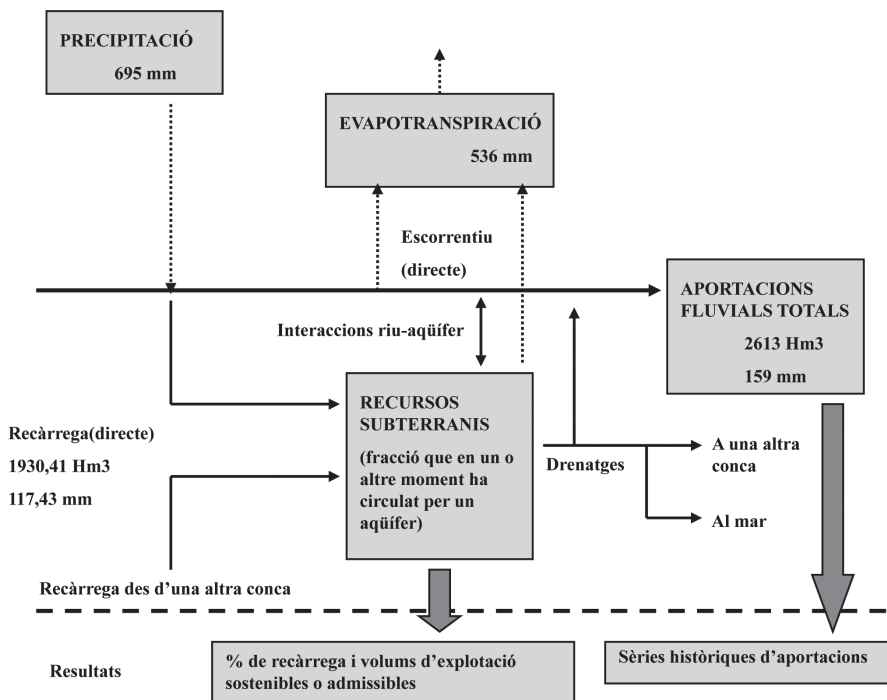 PRECIPITACIÓ
695 mm
EVAPOTRANSPIRACIÓ
536 mm
Escorrentiu
(directe)
APORTACIONS
FLUVIALS TOTALS
2613 Hm3
159 mm
Interaccions riu-aqüífer
RECURSOS
SUBTERRANIS
(fracció que en un o
altre moment ha
circulat per un
aqüífer)
Recàrrega(directe)
1930,41 Hm3
117,43 mm
Drenatges
A una altra
conca
Al mar
Recàrrega des d'una altra conca
Resultats
% de recàrrega i volums d'explotació
sostenibles o admissibles
Sèries històriques d'aportacions